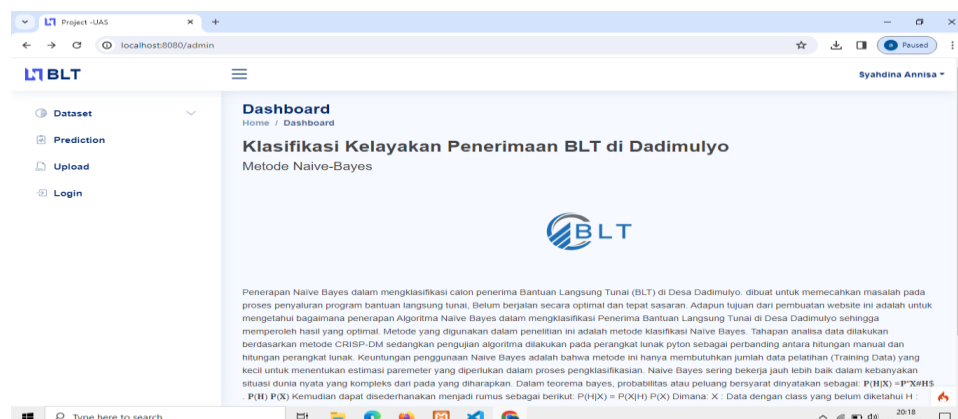 Project -UAS
localhost:8080/admin
Paused
BLT
Syahdina Annisa
Dataset
Prediction
Upload
Login
Dashboard
Home / Dashboard
Klasifikasi Kelayakan Penerimaan BLT di Dadimulyo
Metode Naive-Bayes
BLT
Penerapan Naïve Bayes dalam mengklasifikasi calon penerima Bantuan Langsung Tunai (BLT) di Desa Dadimulyo. dibuat untuk memecahkan masalah pada
proses penyaluran program bantuan langsung tunai, Belum berjalan secara optimal dan tepat sasaran. Adapun tujuan dari pembuatan website ini adalah untuk
mengetahui bagaimana penerapan Algoritma Naïve Bayes dalam mengklasifikasi Penerima Bantuan Langsung Tunai di Desa Dadimulyo sehingga
memperoleh hasil yang optimal. Metode yang digunakan dalam penelitian ini adalah metode klasifikasi Naïve Bayes. Tahapan analisa data dilakukan
berdasarkan metode CRISP-DM sedangkan pengujian algoritma dilakukan pada perangkat lunak pyton sebagai perbanding antara hitungan manual dan
hitungan perangkat lunak. Keuntungan penggunaan Naive Bayes adalah bahwa metode ini hanya membutuhkan jumlah data pelatihan (Training Data) yang
kecil untuk menentukan estimasi paremeter yang diperlukan dalam proses pengklasifikasian. Naive Bayes sering bekerja jauh lebih baik dalam kebanyakan
situasi dunia nyata yang kompleks dari pada yang diharapkan. Dalam teorema bayes, probabilitas atau peluang bersyarat dinyatakan sebagai: P(H|X) =P"X#H$
. P(H) P(X) Kemudian dapat disederhanakan menjadi rumus sebagai berikut: P(H|X) = P(X|H) P(X) Dimana: X : Data dengan class yang belum diketahui H :
Type here to search
20:18